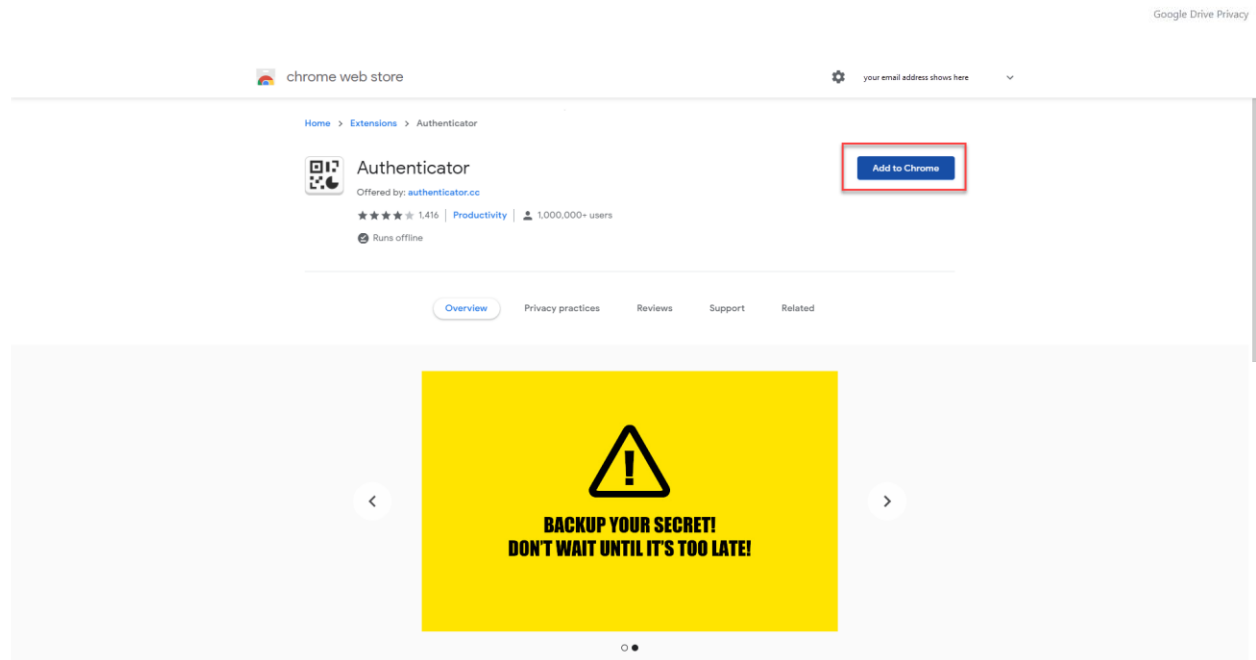 Google Drive Privacy
chrome web store
your email address shows here
Home > Extensions > Authenticator
Authenticator
Add to Chrome
Offered by: authenticator.cc
1,416 | Productivity | 1,000,000+ users
Runs offline
Overview
Privacy practices
Reviews
Support
Related
BACKUP YOUR SECRET!
DON'T WAIT UNTIL IT'S TOO LATE!